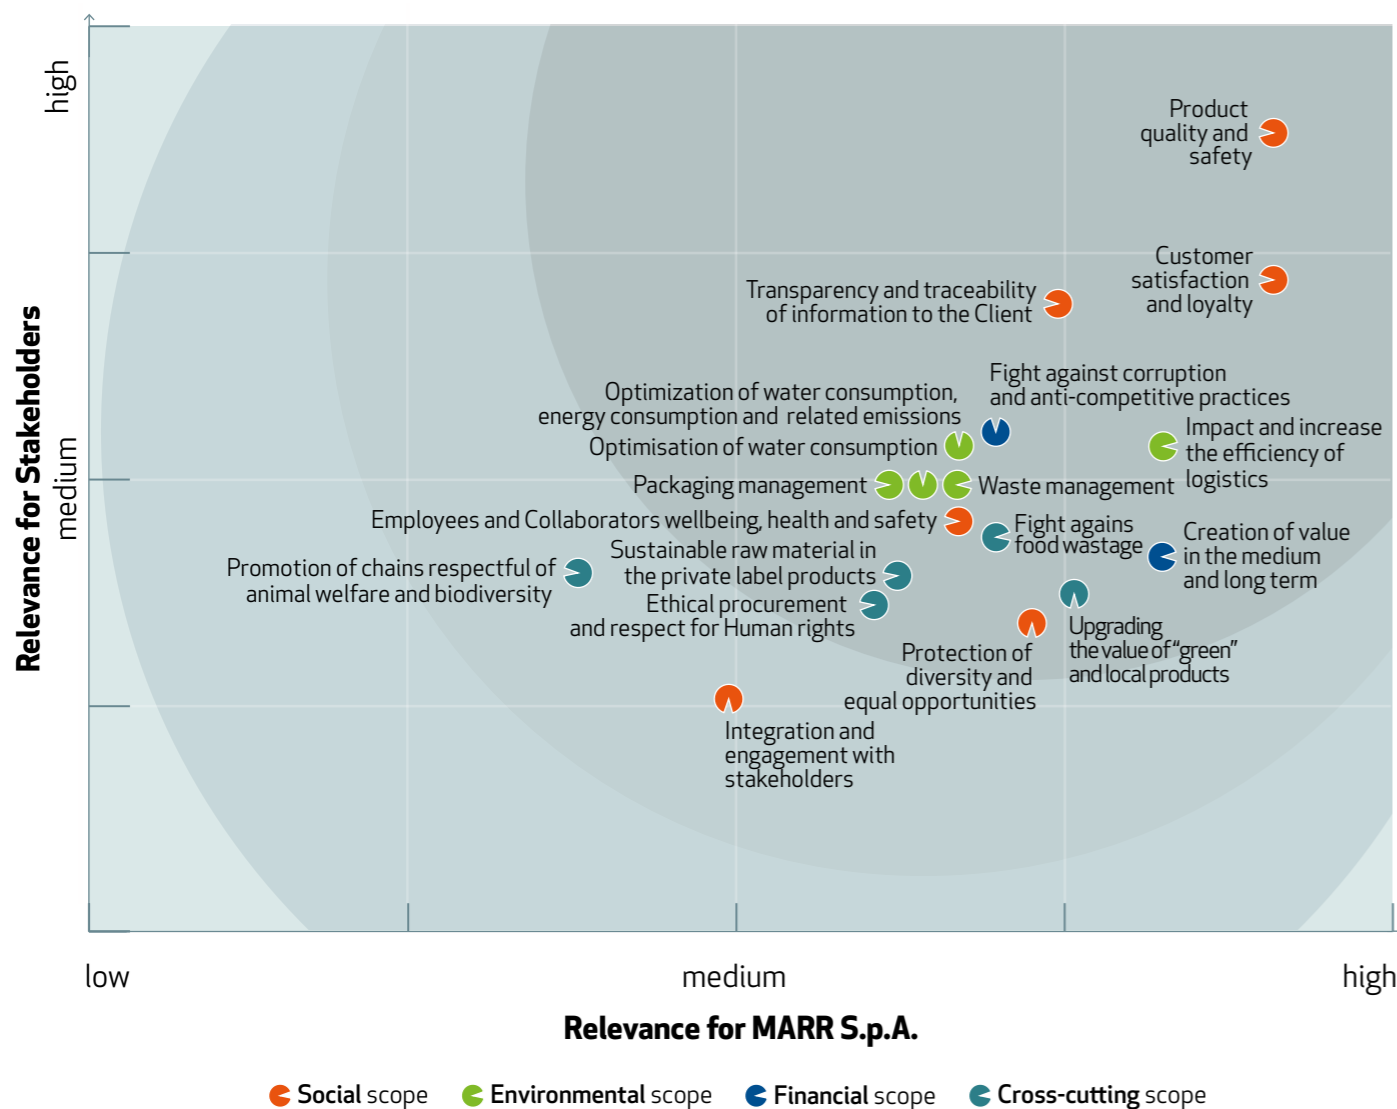 high
Relevance for Stakeholders
medium
Product
quality and
safety
Customer
satisfaction
and loyalty
Transparency and traceability
of information to the Client
Fight against corruption
and anti-competitive practices
Optimization of water consumption,
energy consumption and related emissions
Optimisation of water consumption
Impact and increase
the efficiency of
logistics
Packaging management
Waste management
Employees and Collaborators wellbeing, health and safety
Fight agains
food wastage
Creation of value
in the medium
and long term
Sustainable raw material in
the private label products
Promotion of chains respectful of
animal welfare and biodiversity
Ethical procurement
and respect for Human rights
Upgrading
the value of “green”
and local products
Protection of
diversity and
equal opportunities
Integration and
engagement with
stakeholders
low
medium
high
Relevance for MARR S.p.A.
Social scope
Environmental scope
Financial scope
Cross-cutting scope